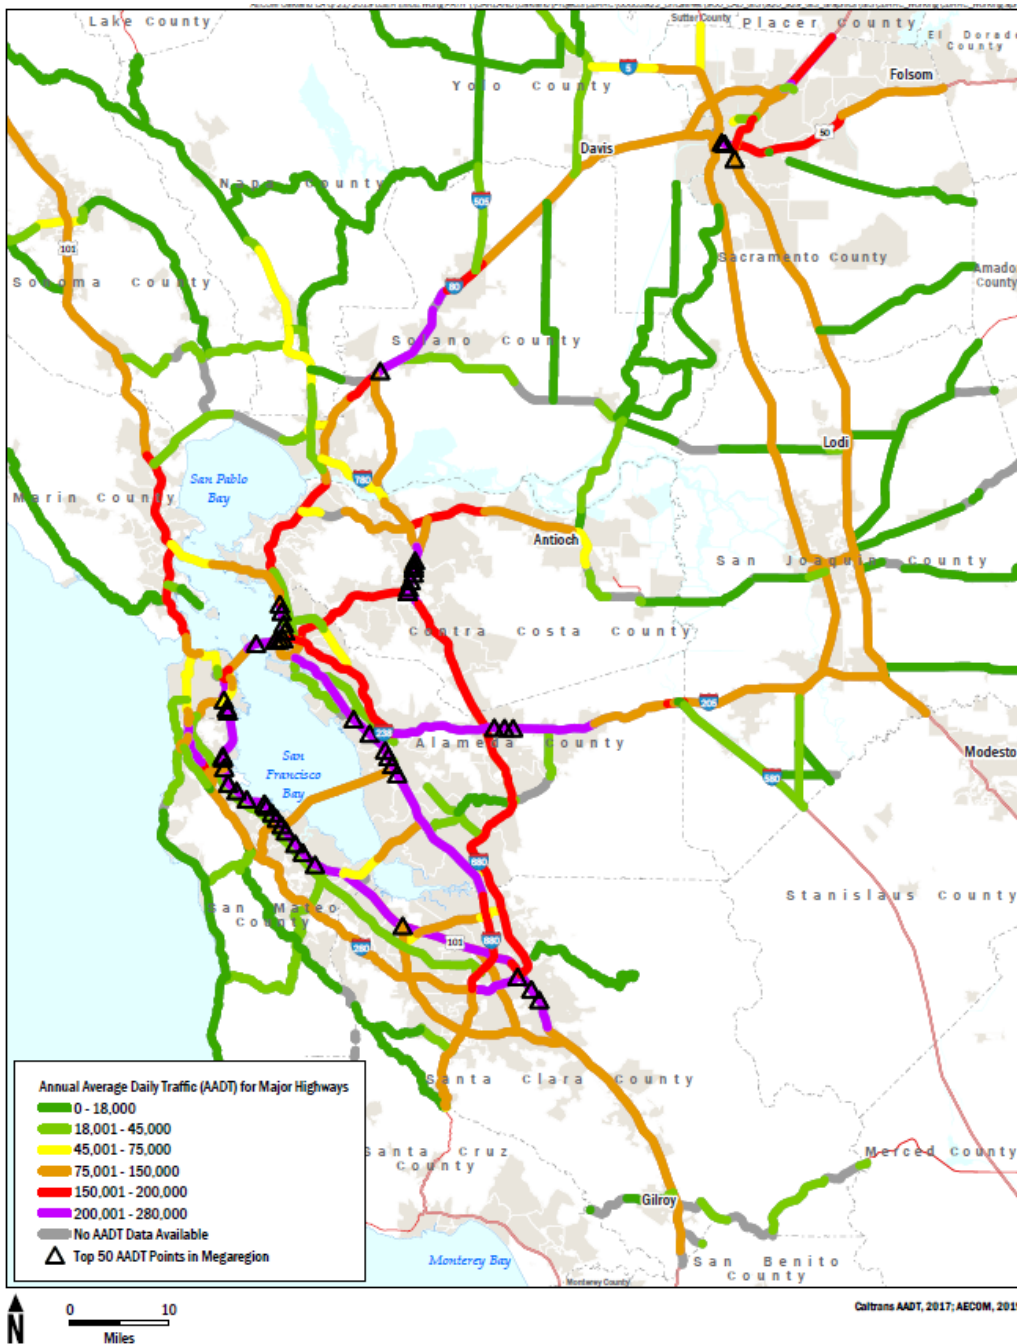 Lake County
Sutter County
Placer County
El Dorado
County
Yolo County
5
Folsom
50
Davis
Napa County
505
101
Sonoma County
Sacramento County
Amador
County
80
Solano County
Lodi
San Pablo
Bay
780
Marin County
Antioch
San Joaquin County
Contra Costa County
205
238
Alameda County
San
Francisco
Bay
Modesto
580
680
Stanislaus County
San Mateo
County
280
101
880
Santa Clara County
Santa Cruz
County
Merced County
Gilroy
San Benito
County
Monterey Bay
Monterey County
Annual Average Daily Traffic (AADT) for Major Highways
0 - 18,000
18,001 - 45,000
45,001 - 75,000
75,001 - 150,000
150,001 - 200,000
200,001 - 280,000
No AADT Data Available
Top 50 AADT Points in Megaregion
N
0 10
Miles
Caltrans AADT, 2017; AECOM, 2019